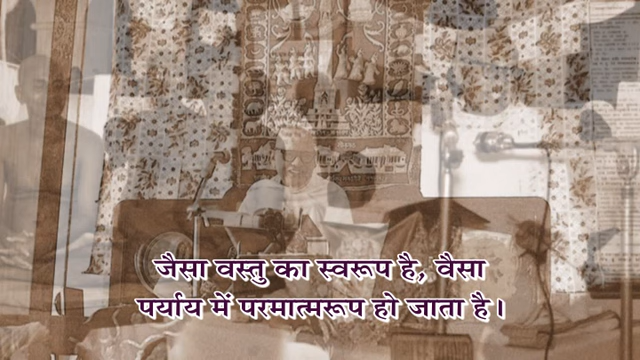 जैसा वस्तु का स्वरूप है, वैसा
पर्याय में परमात्मरूप हो जाता है।